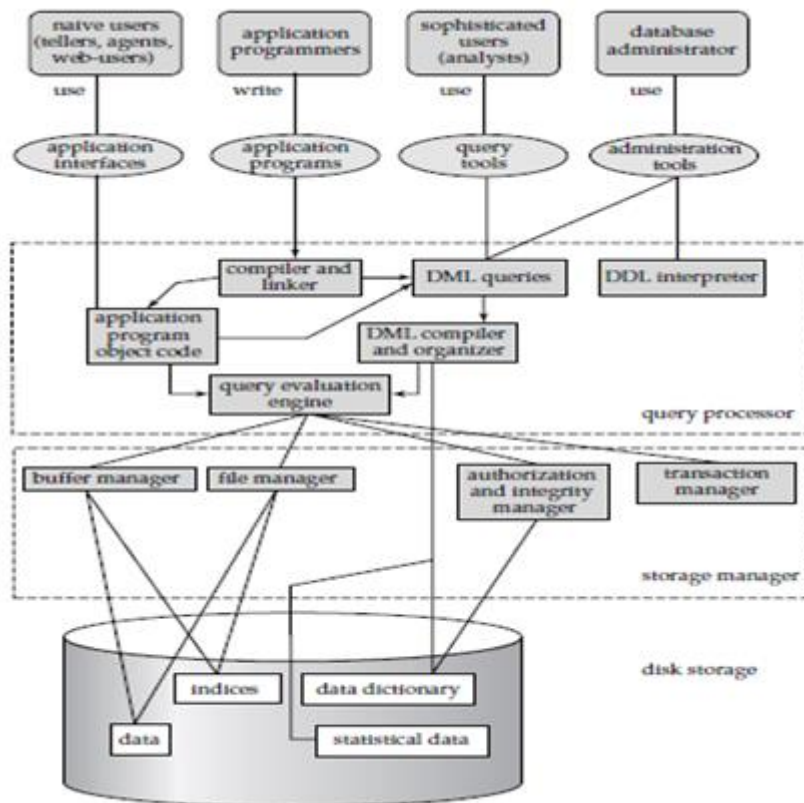 naive users
(tellers, agents,
web-users)
application
programmers
sophisticated
users
(analysts)
database
administrator
use
write
use
use
application
interfaces
application
programs
query
tools
administration
tools
compiler and
linker
DML queries
DDL interpreter
application
program
object code
DML compiler
and organizer
query evaluation
engine
query processor
buffer manager
file manager
authorization
and integrity
manager
transaction
manager
storage manager
disk storage
indices
data dictionary
data
statistical data